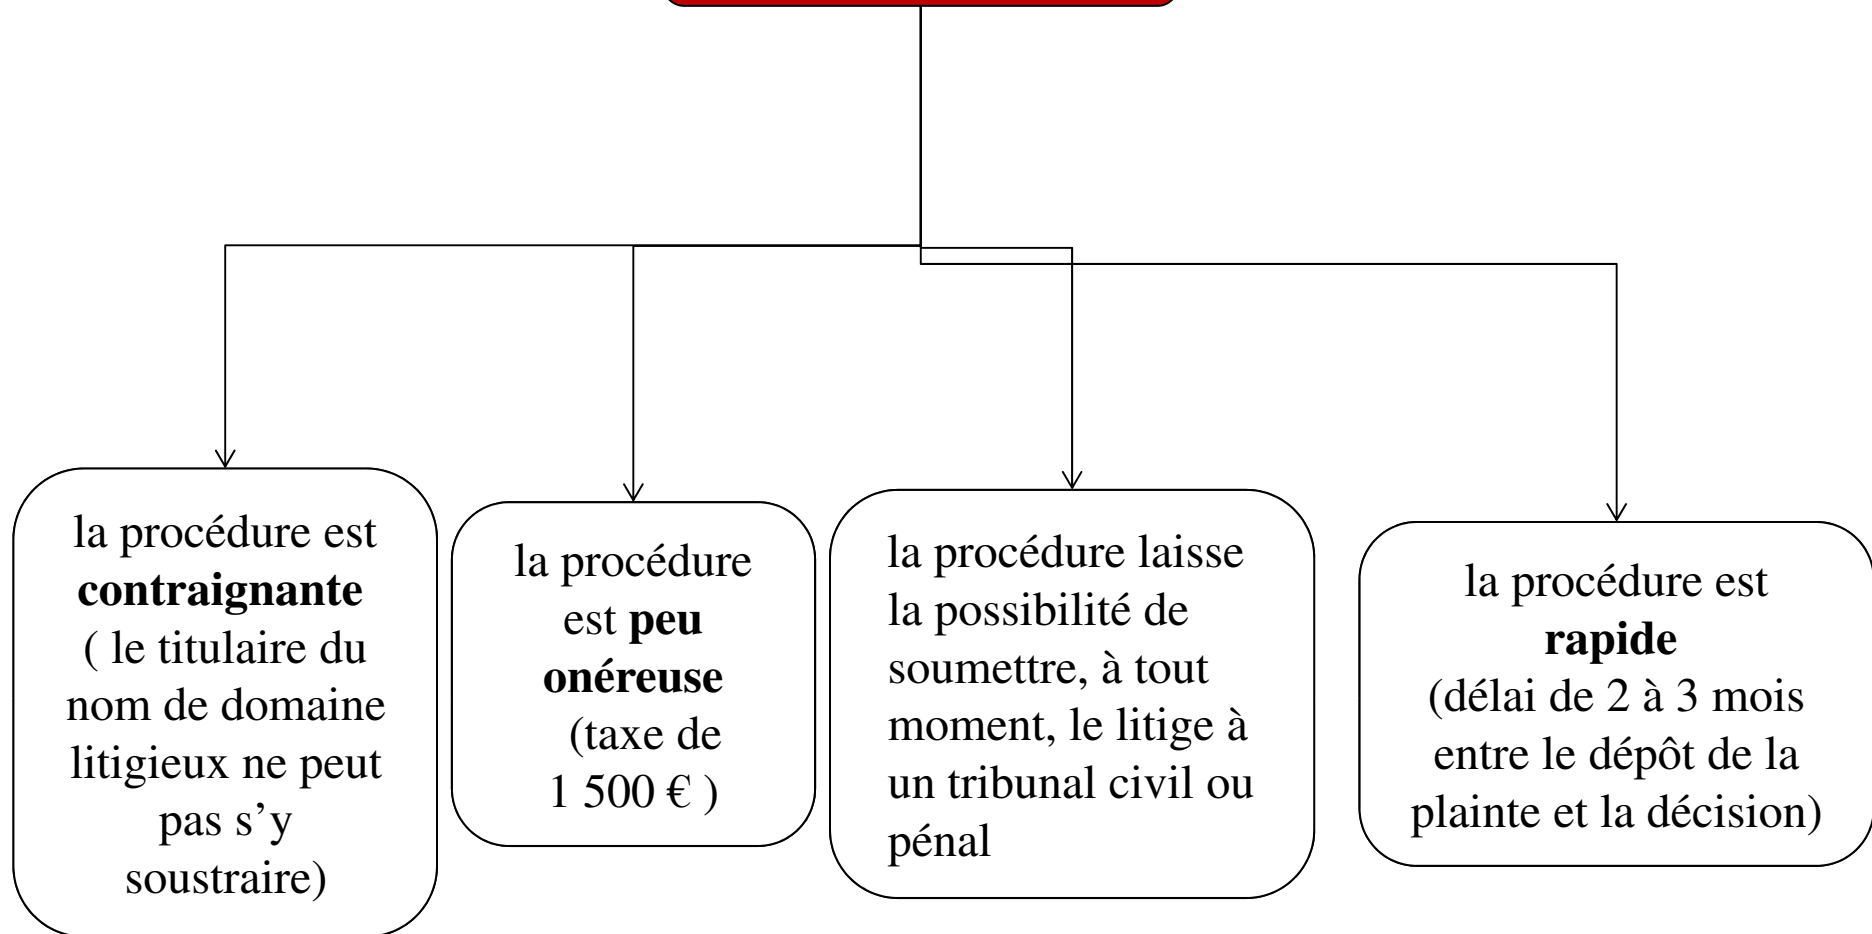 la procédure est
contraignante
( le titulaire du
nom de domaine
litigieux ne peut
pas s’y
soustraire)
la procédure
est peu
onéreuse
(taxe de
1 500 € )
la procédure laisse
la possibilité de
soumettre, à tout
moment, le litige à
un tribunal civil ou
pénal
la procédure est
rapide
(délai de 2 à 3 mois
entre le dépôt de la
plainte et la décision)